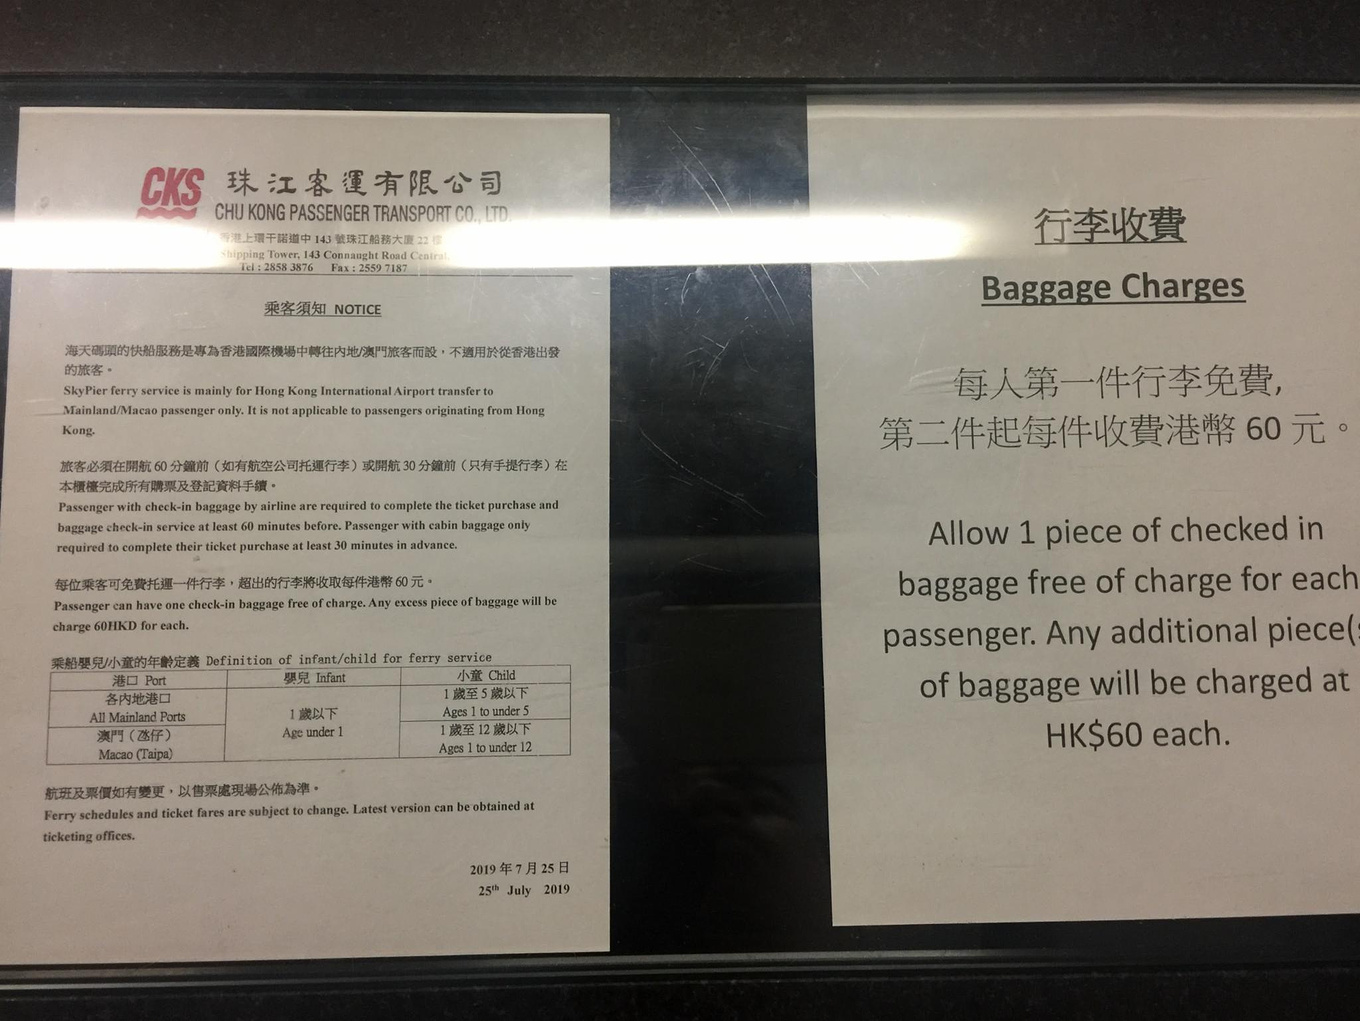 CKS 珠江客運有限公司
CHU KONG PASSENGER TRANSPORT CO., LTD.
香港上環干諾道中 143 號珠江船務大廈 22
Shipping Tower, 143 Connaught Road Central,
Tel : 2858 3876 Fax : 2559 7187
乘客須知 NOTICE
海天碼頭的快船服務是專為香港國際機場中轉往內地/澳門旅客而設，不適用於從香港出發
的旅客。
SkyPier ferry service is mainly for Hong Kong International Airport transfer to
Mainland/Macao passenger only. It is not applicable to passengers originating from Hong
Kong.
旅客必須在開航 60 分鐘前（如有航空公司托運行李）或開航 30 分鐘前（只有手提行李）在
本櫃檯完成所有購票及登記資料手續。
Passenger with check-in baggage by airline are required to complete the ticket purchase and
baggage check-in service at least 60 minutes before. Passenger with cabin baggage only
required to complete their ticket purchase at least 30 minutes in advance.
每位乘客可免費托運一件行李，超出的行李將收取每件港幣 60 元。
Passenger can have one check-in baggage free of charge. Any excess piece of baggage will be
charge 60HKD for each.
乘船嬰兒/小童的年齡定義 Definition of infant/child for ferry service
港口 Port 嬰兒 Infant 小童 Child
各內地港口
All Mainland Ports
1 歲以下
Age under 1
1 歲至 5 歲以下
Ages 1 to under 5
澳門（氹仔）
Macao (Taipa)
1 歲至 12 歲以下
Ages 1 to under 12
航班及票價如有變更，以售票處現場公佈為準。
Ferry schedules and ticket fares are subject to change. Latest version can be obtained at
ticketing offices.
2019 年 7 月 25 日
25th July 2019
行李收費
Baggage Charges
每人第一件行李免費,
第二件起每件收費港幣 60 元。
Allow 1 piece of checked in
baggage free of charge for each
passenger. Any additional piece(s
of baggage will be charged at
HK$60 each.